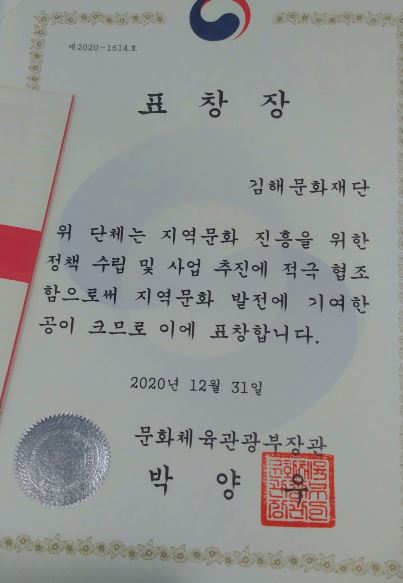 제2020-1614호
표 창 장
김해문화재단
위 단체는 지역문화 진흥을 위한
정책 수립 및 사업 추진에 적극 협조
함으로써 지역문화 발전에 기여한
공이 크므로 이에 표창합니다.
2020년 12월 31일
문화체육관광부장관
박 양 우